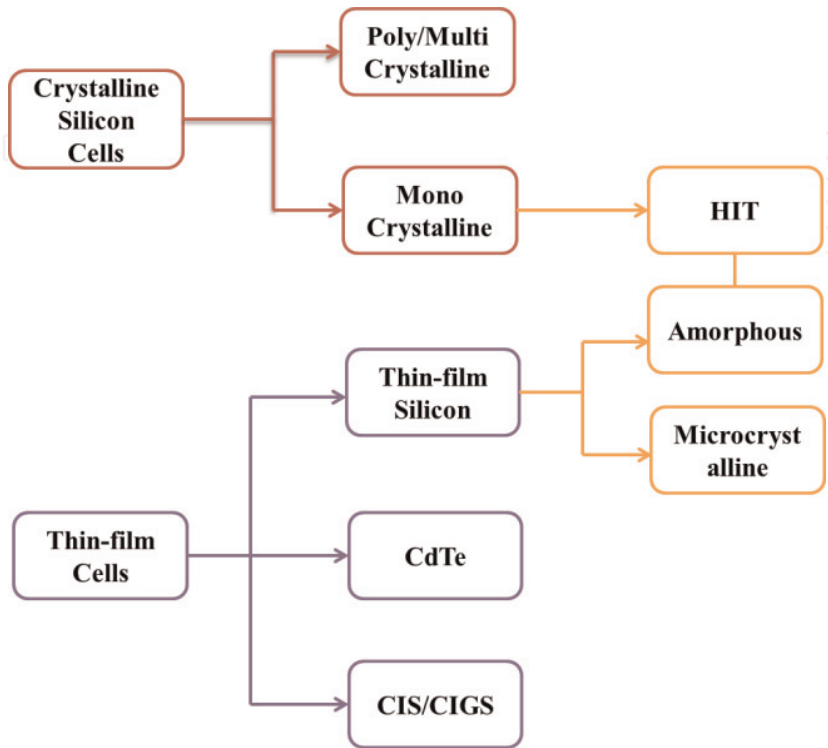 Poly/Multi
Crystalline
Crystalline
Silicon
Cells
Mono
Crystalline
HIT
Amorphous
Thin-film
Silicon
Microcryst
alline
Thin-film
Cells
CdTe
CIS/CIGS